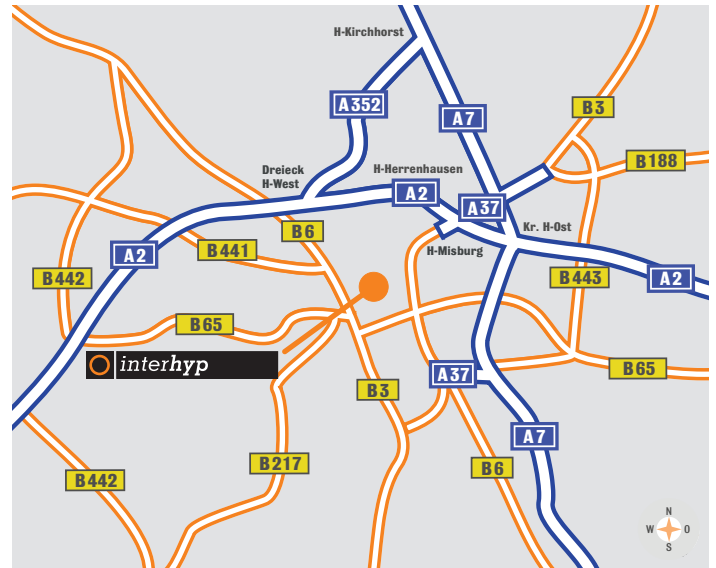 H-Kirchhorst
A352
B3
A7
B188
Dreieck
H-West
H-Herrenhausen
A2
A37
B6
Kr. H-Ost
A2
B441
H-Misburg
B442
B443
A2
B65
interhyp
B65
A37
B3
A7
B217
B6
B442
N
W O
S